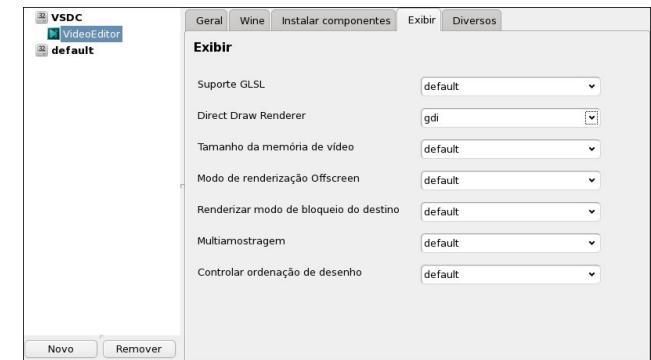 VSDC
VideoEditor
default
Geral Wine Instalar componentes Exibir Diversos
Exibir
Suporte GLSL default
Direct Draw Renderer gdi
Tamanho da memória de vídeo default
Modo de renderização Offscreen default
Renderizar modo de bloqueio do destino default
Multiamostragem default
Controlar ordenação de desenho default
Novo Remover